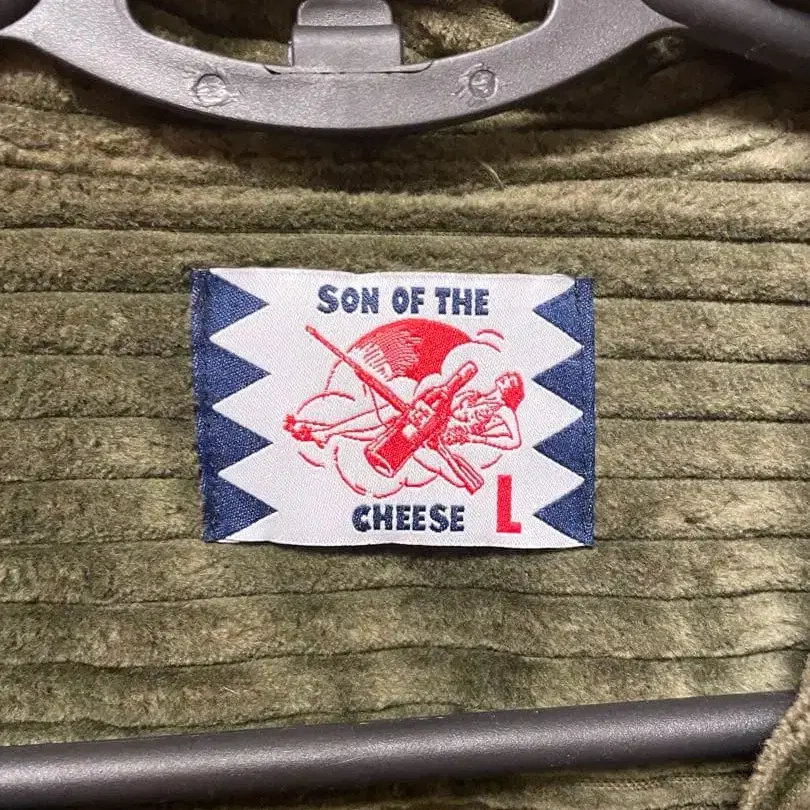 SON OF THE
CHEESE L